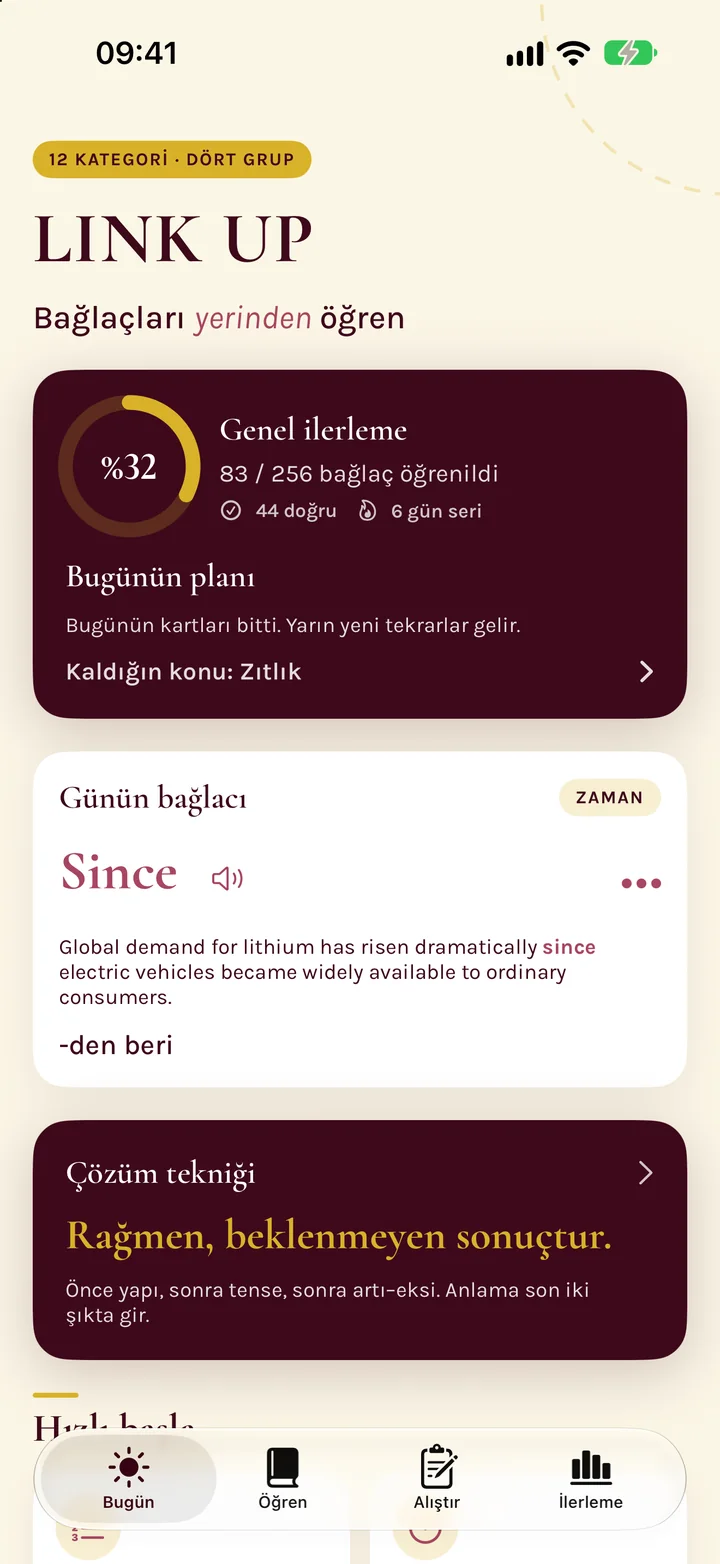 09:41
12 KATEGORİ · DÖRT GRUP
LINK UP
Bağlaçları yerinden öğren
%32
Genel ilerleme
83 / 256 bağlaç öğrenildi
44 doğru 6 gün seri
Bugünün planı
Bugünün kartları bitti. Yarın yeni tekrarlar gelir.
Kaldığın konu: Zıtlık
Günün bağlacı
ZAMAN
Since
Global demand for lithium has risen dramatically since
electric vehicles became widely available to ordinary
consumers.
-den beri
Çözüm tekniği
Rağmen, beklenmeyen sonuçtur.
Önce yapı, sonra tense, sonra artı–eksi. Anlama son iki
şıkta gir.
Hızlı başla
Bugün
Öğren
Alıştır
İlerleme